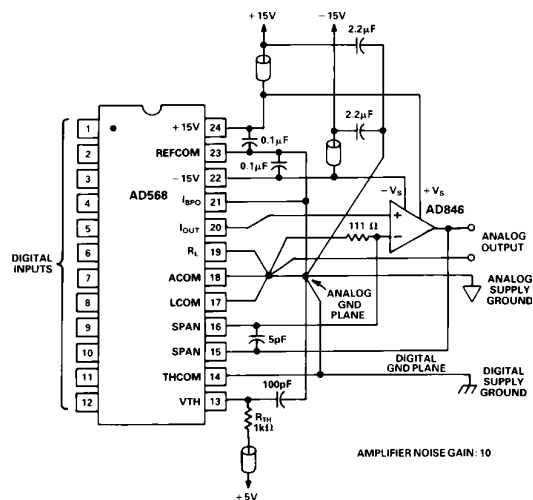 +15V
−15V
2.2µF
2.2µF
1
2
3
4
5
6
7
8
9
10
11
12
DIGITAL
INPUTS
AD568
+15V 24
REFCOM 23
−15V 22
IBPO 21
IOUT 20
RL 19
ACOM 18
LCOM 17
SPAN 16
SPAN 15
THCOM 14
VTH 13
0.1µF
0.1µF
−VS
+VS
AD846
+
−
111 Ω
ANALOG
OUTPUT
ANALOG
GND
PLANE
ANALOG
SUPPLY
GROUND
5pF
DIGITAL
GND PLANE
DIGITAL
SUPPLY
GROUND
100pF
RTH
1kΩ
+5V
AMPLIFIER NOISE GAIN: 10